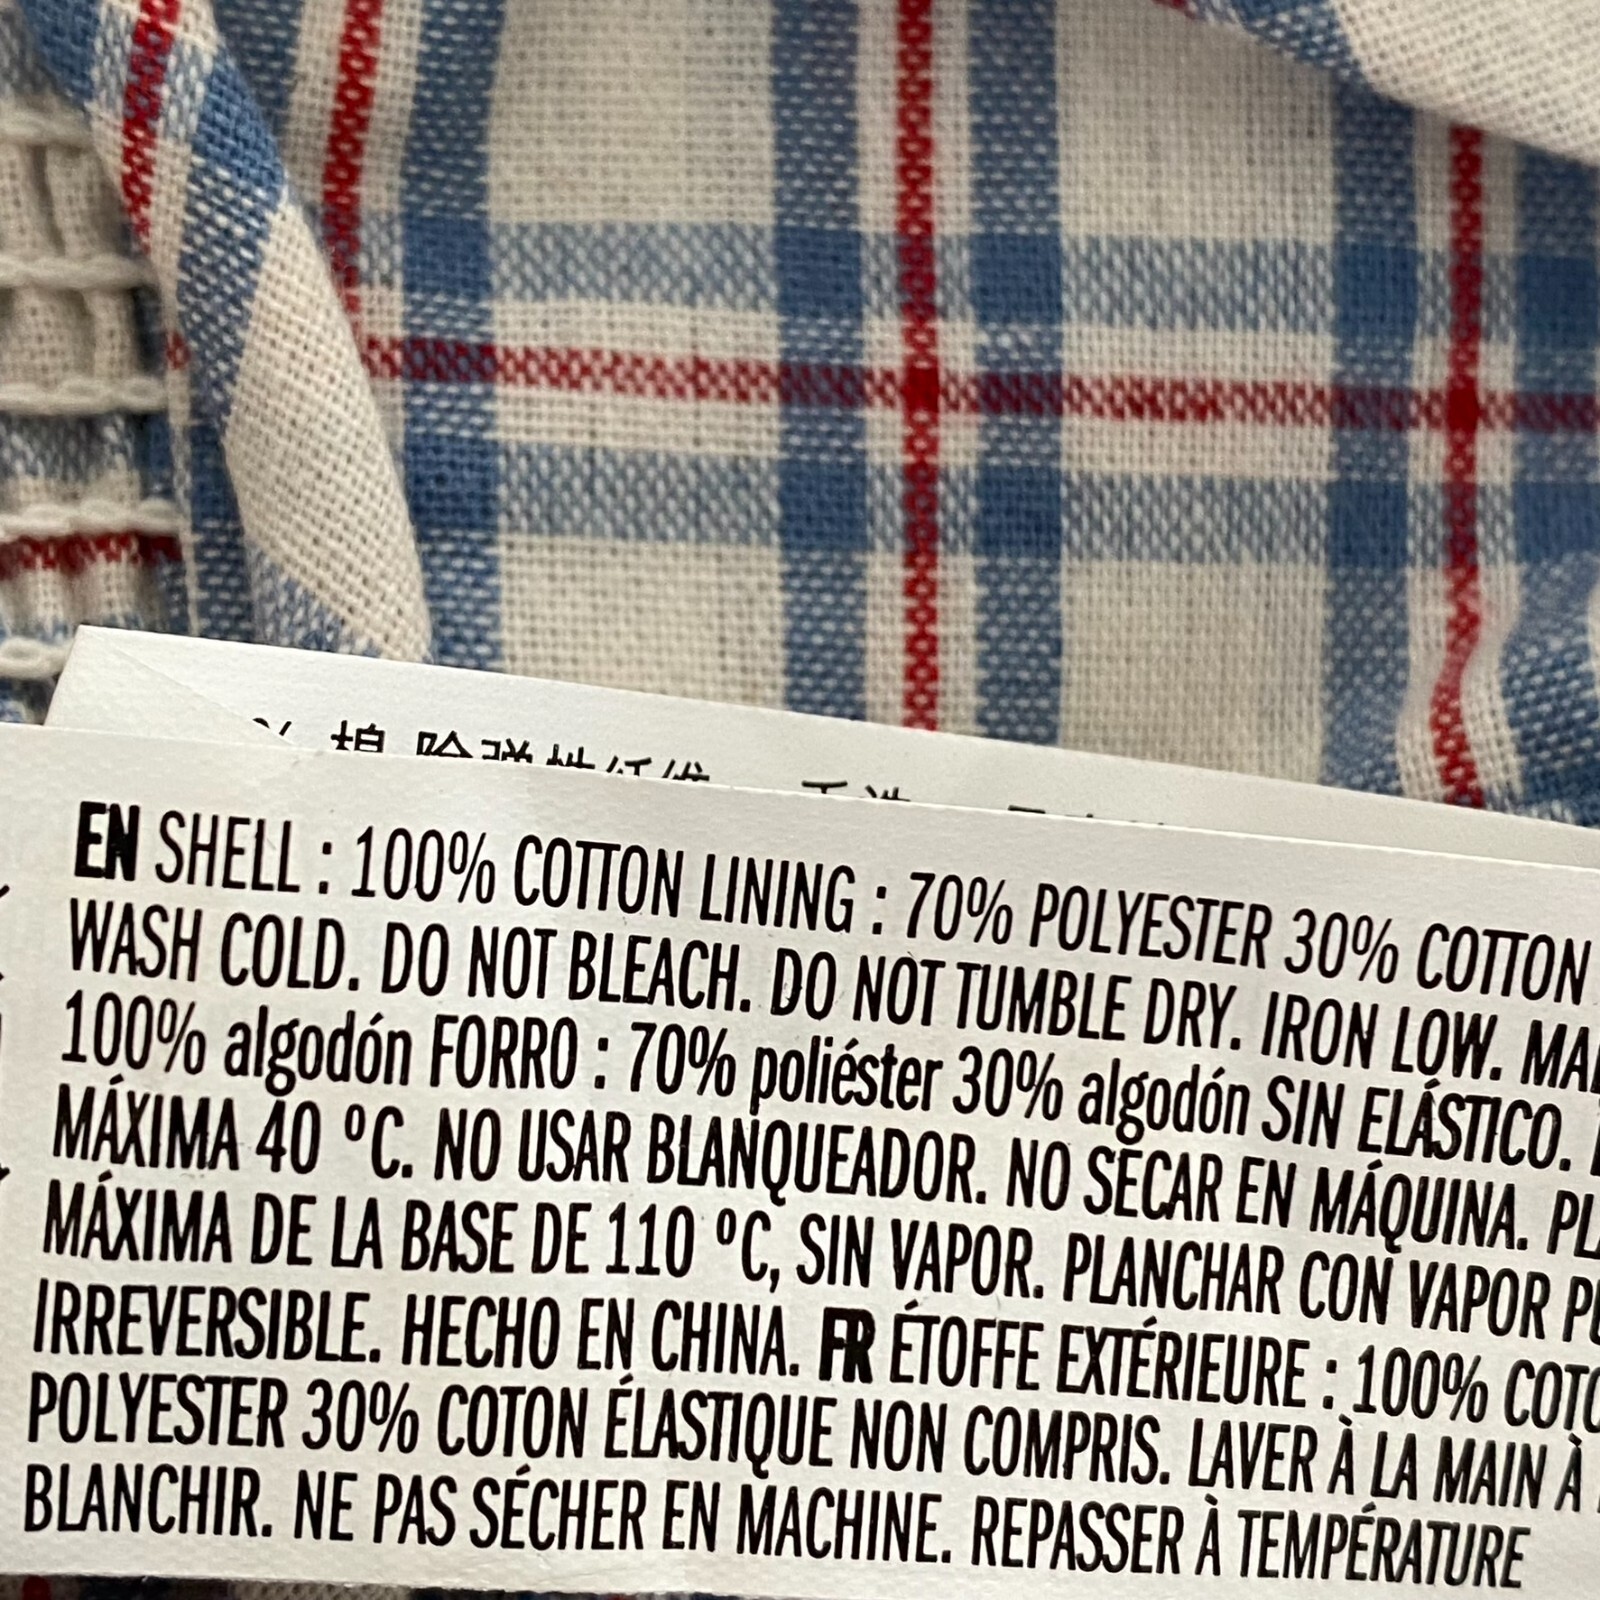 EN SHELL : 100% COTTON LINING : 70% POLYESTER 30% COTTON
WASH COLD. DO NOT BLEACH. DO NOT TUMBLE DRY. IRON LOW.
100% algodón FORRO : 70% poliéster 30% algodón SIN ELÁSTICO.
MÁXIMA 40 °C. NO USAR BLANQUEADOR. NO SECAR EN MÁQUINA.
MÁXIMA DE LA BASE DE 110 °C, SIN VAPOR. PLANCHAR CON VAPOR
IRREVERSIBLE. HECHO EN CHINA. FR ÉTOFFE EXTÉRIEURE : 100%
POLYESTER 30% COTON ÉLASTIQUE NON COMPRIS. LAVER À LA MAIN À
BLANCHIR. NE PAS SÉCHER EN MACHINE. REPASSER À TEMPÉRATURE